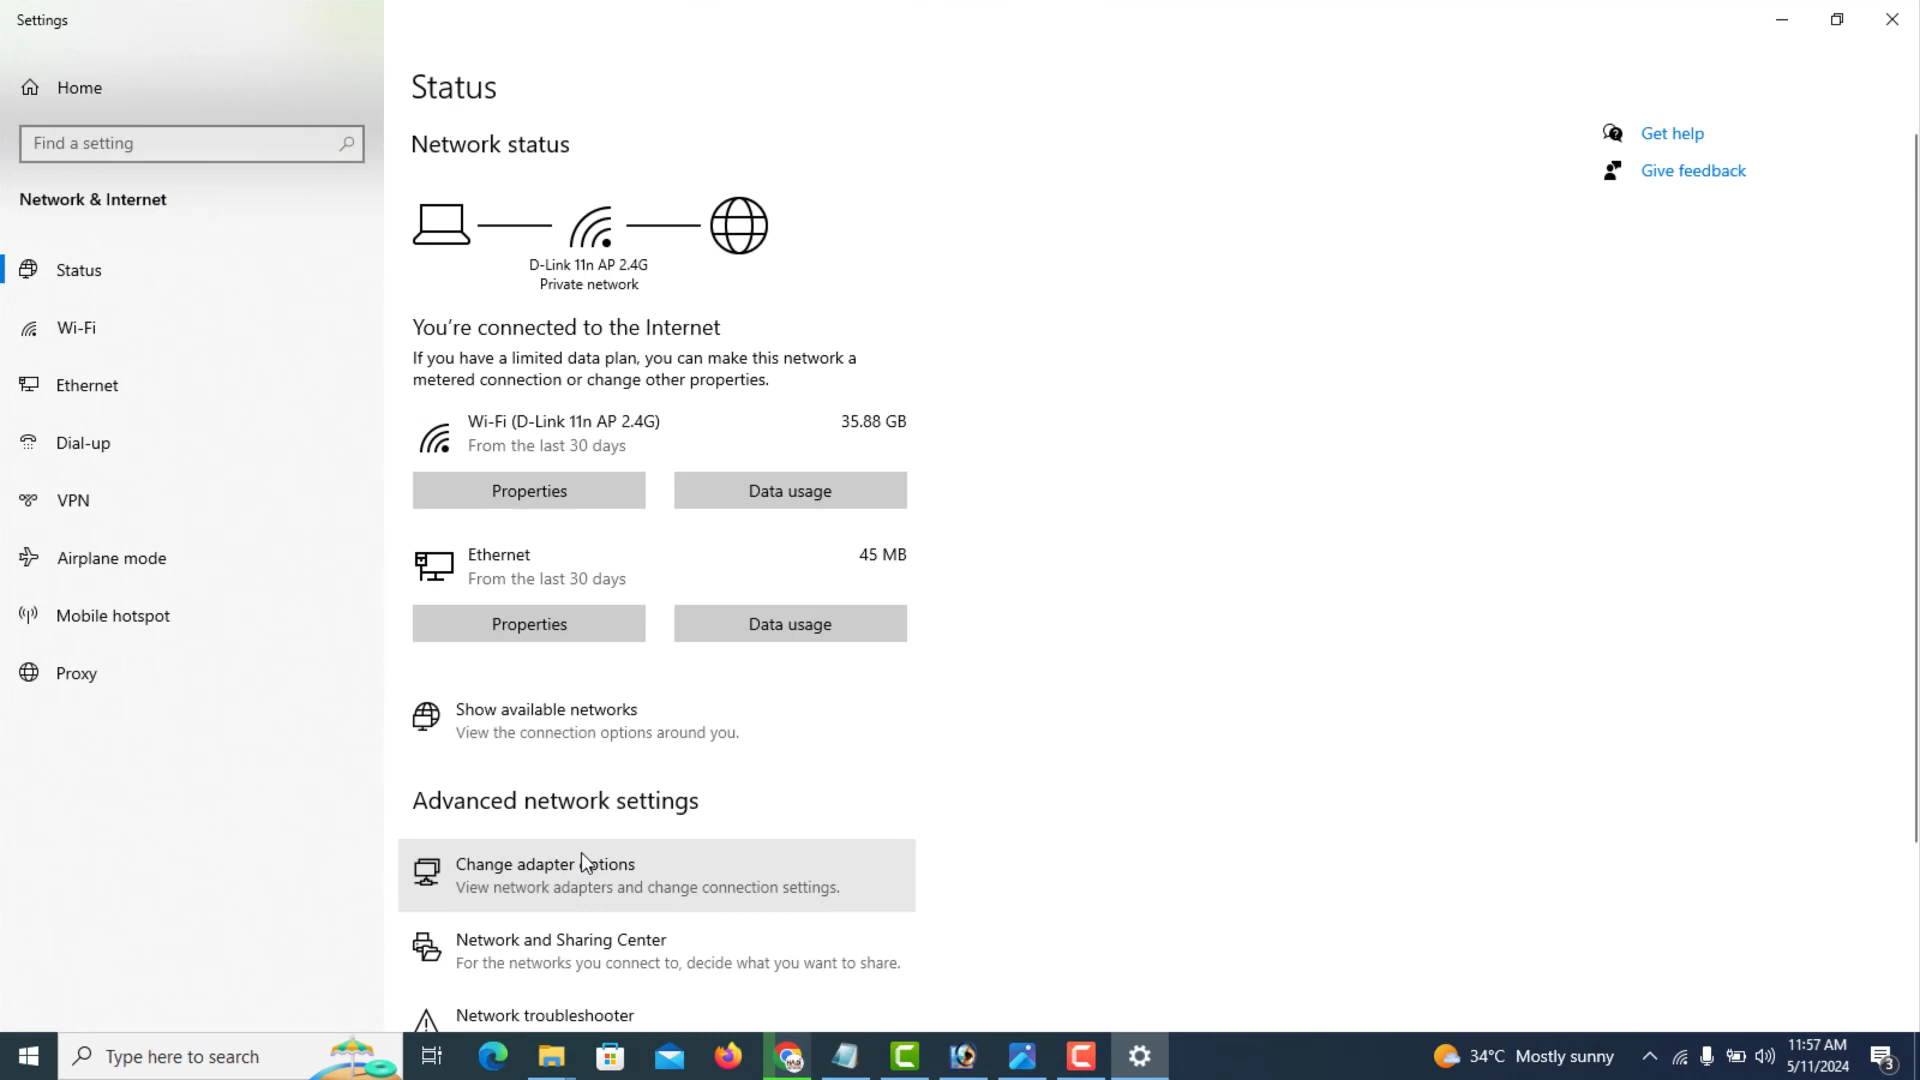 Settings
Home
Find a setting
Network & Internet
Status
Wi-Fi
Ethernet
Dial-up
VPN
Airplane mode
Mobile hotspot
Proxy
Status
Network status
D-Link 11n AP 2.4G
Private network
You're connected to the Internet
If you have a limited data plan, you can make this network a
metered connection or change other properties.
Wi-Fi (D-Link 11n AP 2.4G) 35.88 GB
From the last 30 days
Properties Data usage
Ethernet 45 MB
From the last 30 days
Properties Data usage
Show available networks
View the connection options around you.
Advanced network settings
Change adapter options
View network adapters and change connection settings.
Network and Sharing Center
For the networks you connect to, decide what you want to share.
Network troubleshooter
Get help
Give feedback
Type here to search
34°C Mostly sunny
11:57 AM
5/11/2024
3